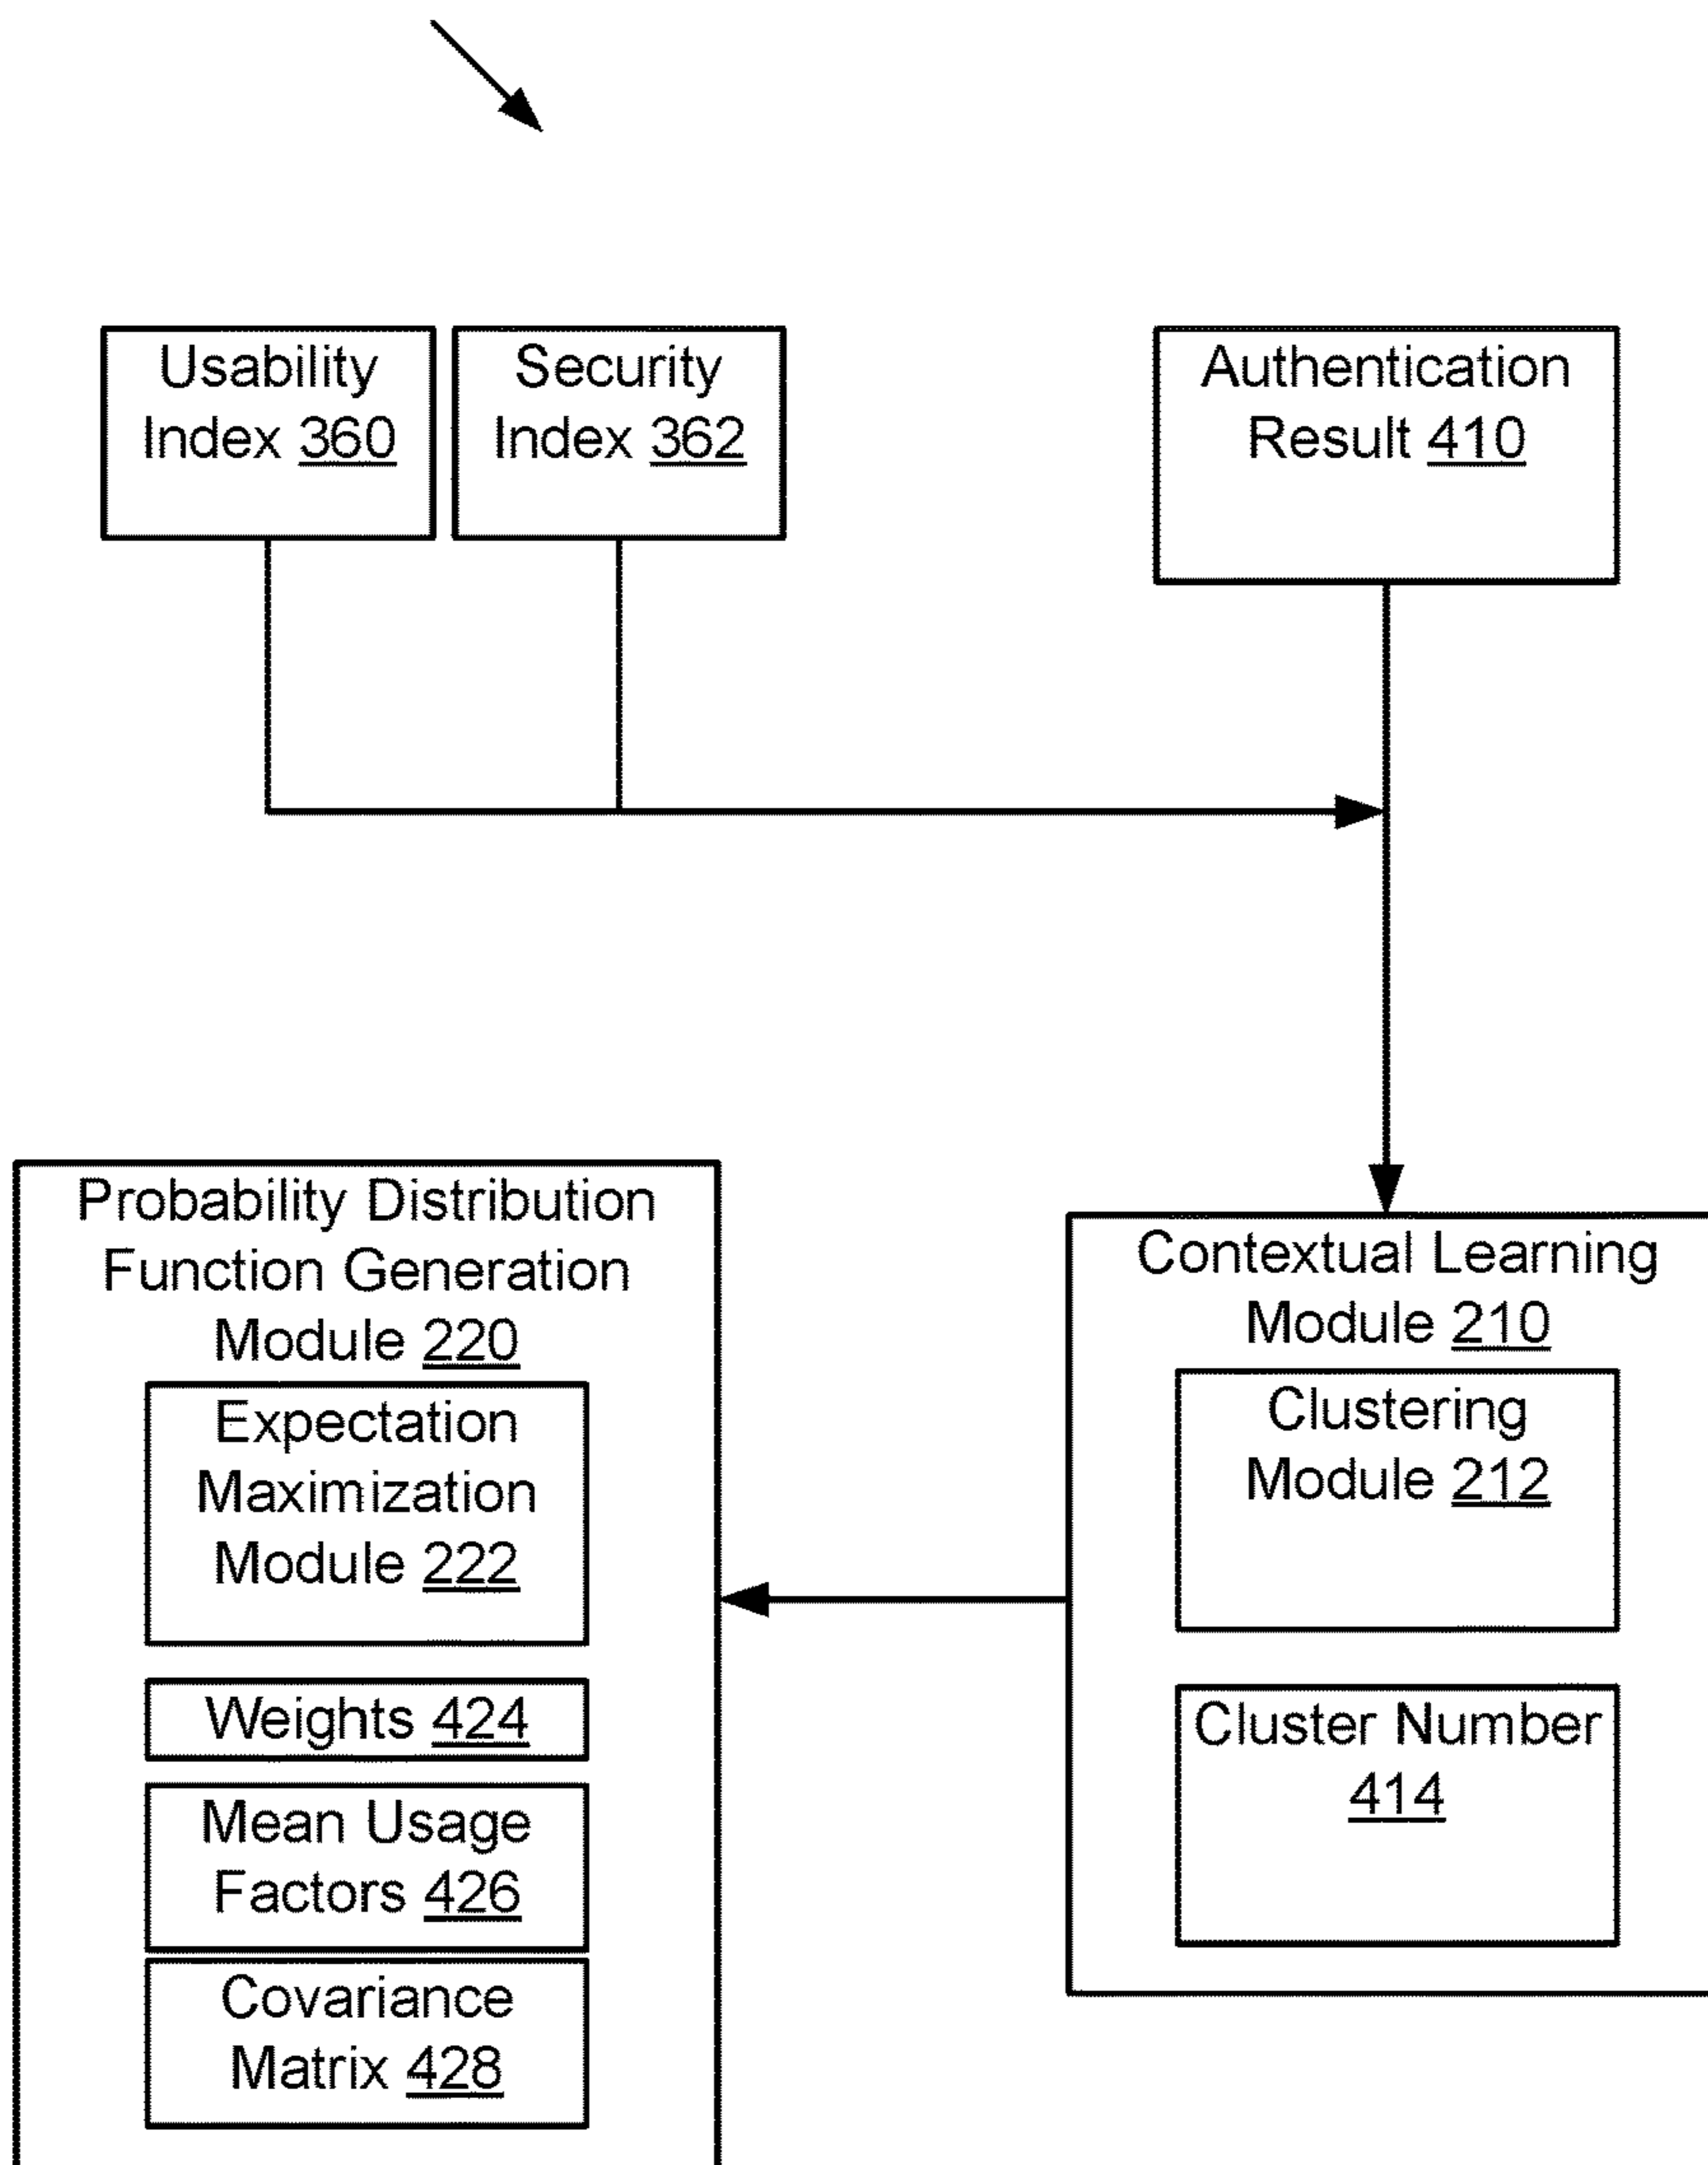 Usability
Index 360
Security
Index 362
Authentication
Result 410
Probability Distribution
Function Generation
Module 220
Expectation
Maximization
Module 222
Weights 424
Mean Usage
Factors 426
Covariance
Matrix 428
Contextual Learning
Module 210
Clustering
Module 212
Cluster Number
414